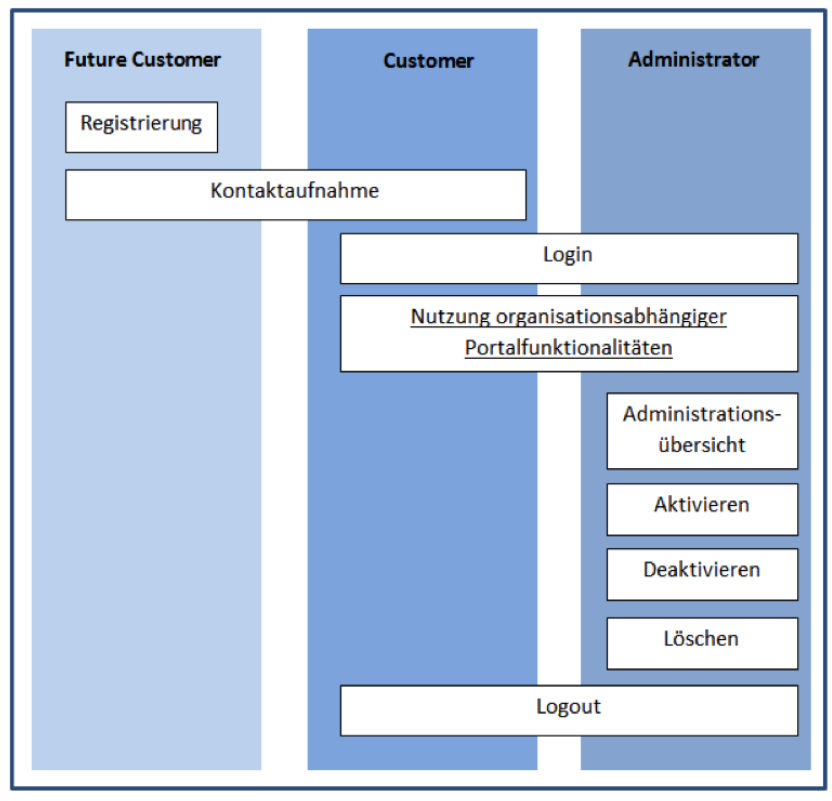 Future Customer
Customer
Administrator
Registrierung
Kontaktaufnahme
Login
Nutzung organisationsabhängiger
Portalfunktionalitäten
Administrations-
übersicht
Aktivieren
Deaktivieren
Löschen
Logout